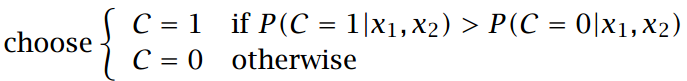 choose { C = 1 if P(C = 1|x₁, x₂) > P(C = 0|x₁, x₂)
C = 0 otherwise